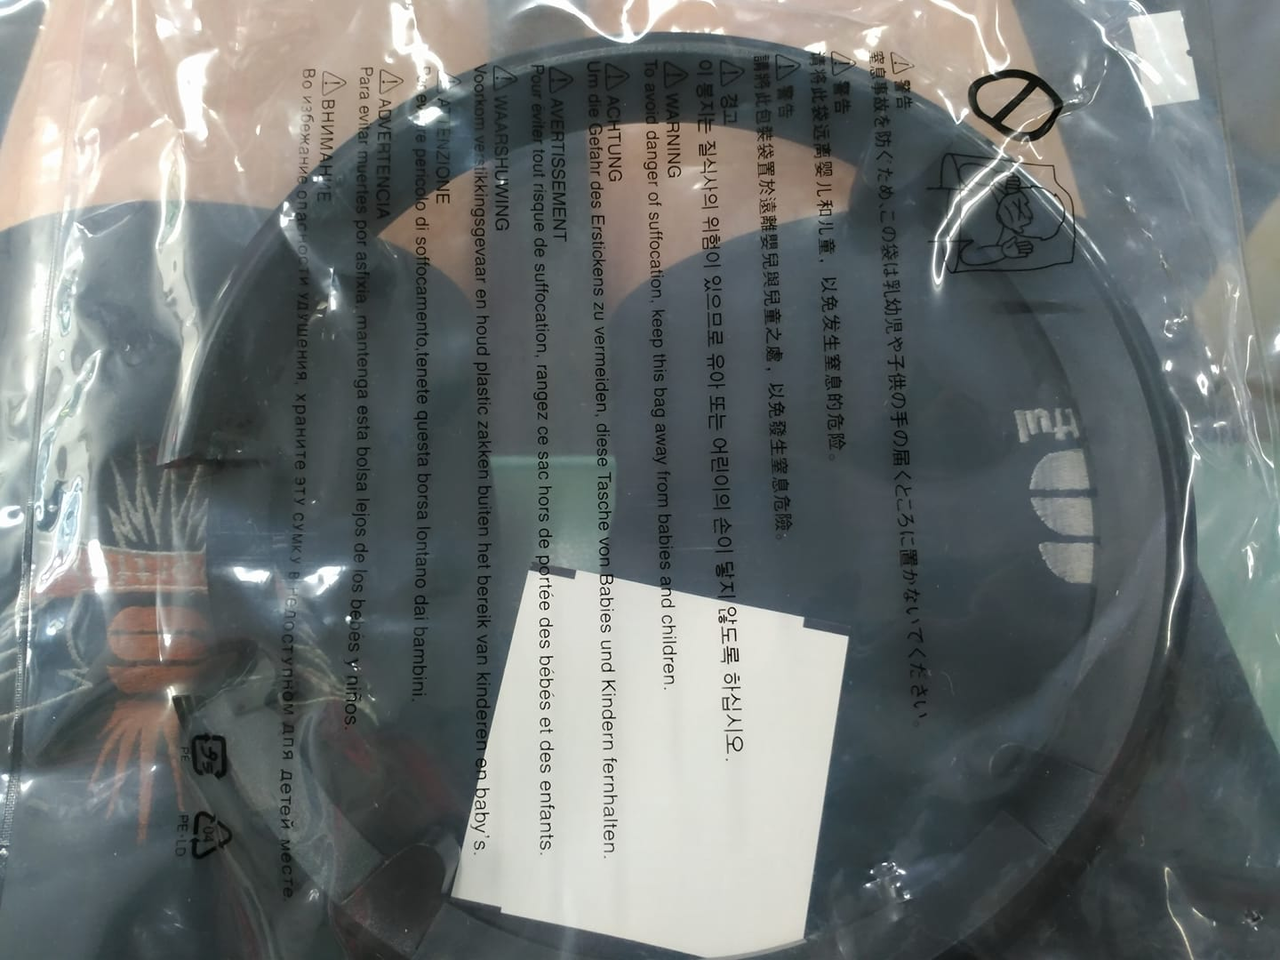 警告
窒息事故を防ぐため、この袋は乳幼児や子供の手の届くところに置かないでください。
警告
请将此袋远离婴儿和儿童，以免发生窒息的危险。
警告
請將此包裝袋置於遠離嬰兒與兒童之處，以免發生窒息危險。
경고
이 봉지는 질식사의 위험이 있으므로 유아 또는 어린이의 손이 닿지 않도록 하십시오.
WARNING
To avoid danger of suffocation, keep this bag away from babies and children.
ACHTUNG
Um die Gefahr des Erstickens zu vermeiden, diese Tasche von Babies und Kindern fernhalten.
AVERTISSEMENT
Pour eviter tout risque de suffocation, rangez ce sac hors de portée des bébés et des enfants.
WAARSHUWING
Voorkom verstikkingsgevaar en houd plastic zakken buiten het bereik van kinderen en baby's.
ATTENZIONE
pericolo di soffocamento,tenete questa borsa lontano dai bambini.
ADVERTENCIA
Para evitar muertes por asfixia, mantenga esta bolsa lejos de los bebés y niños.
ВНИМАНИЕ
Во избежание опасности удушения, храните эту сумку в недоступном для детей месте.
PE
04
PE-LD